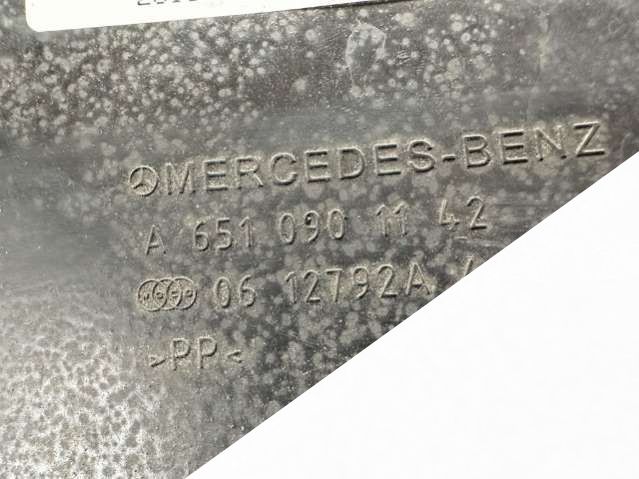 MERCEDES-BENZ
A 651 090 11 42
06 12792A
>PP<